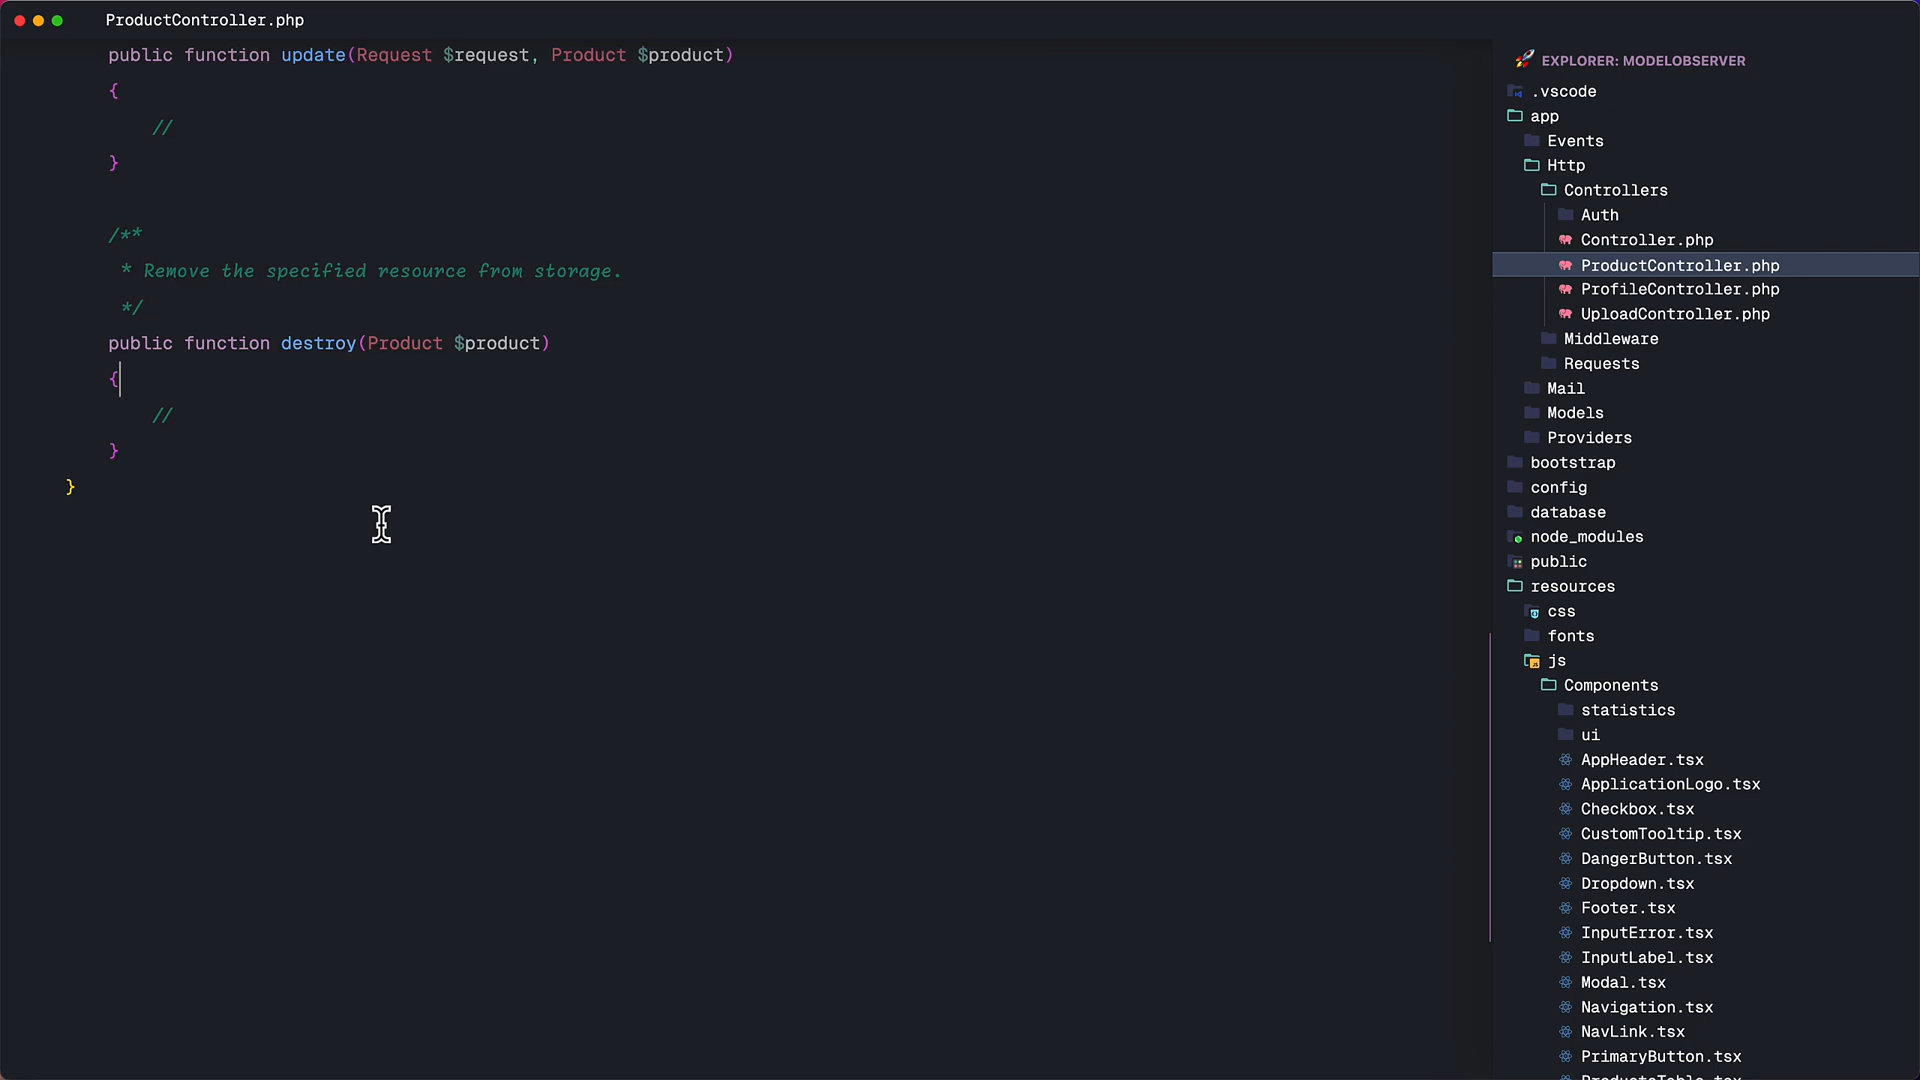 ProductController.php
public function update(Request $request, Product $product)
{
//
}
/**
* Remove the specified resource from storage.
*/
public function destroy(Product $product)
{
//
}
}
EXPLORER: MODELOBSERVER
.vscode
app
Events
Http
Controllers
Auth
Controller.php
ProductController.php
ProfileController.php
UploadController.php
Middleware
Requests
Mail
Models
Providers
bootstrap
config
database
node_modules
public
resources
css
fonts
js
Components
statistics
ui
AppHeader.tsx
ApplicationLogo.tsx
Checkbox.tsx
CustomTooltip.tsx
DangerButton.tsx
Dropdown.tsx
Footer.tsx
InputError.tsx
InputLabel.tsx
Modal.tsx
Navigation.tsx
NavLink.tsx
PrimaryButton.tsx